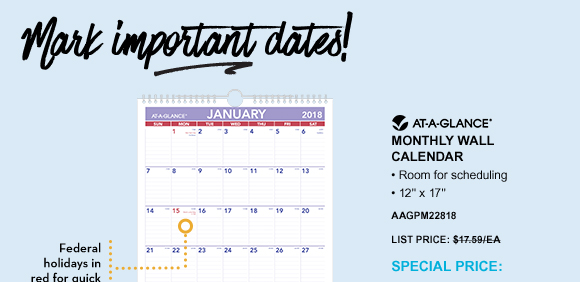 Mark important dates!
AT-A-GLANCE® JANUARY 2018
SUN MON TUE WED THU FRI SAT
1 2 3 4 5 6
7 8 9 10 11 12 13
14 15 16 17 18 19 20
21 22 23 24 25 26 27
Federal
holidays in
red for quick
AT-A-GLANCE®
MONTHLY WALL
CALENDAR
• Room for scheduling
• 12" x 17"
AAGPM22818
LIST PRICE: $17.59/EA
SPECIAL PRICE: